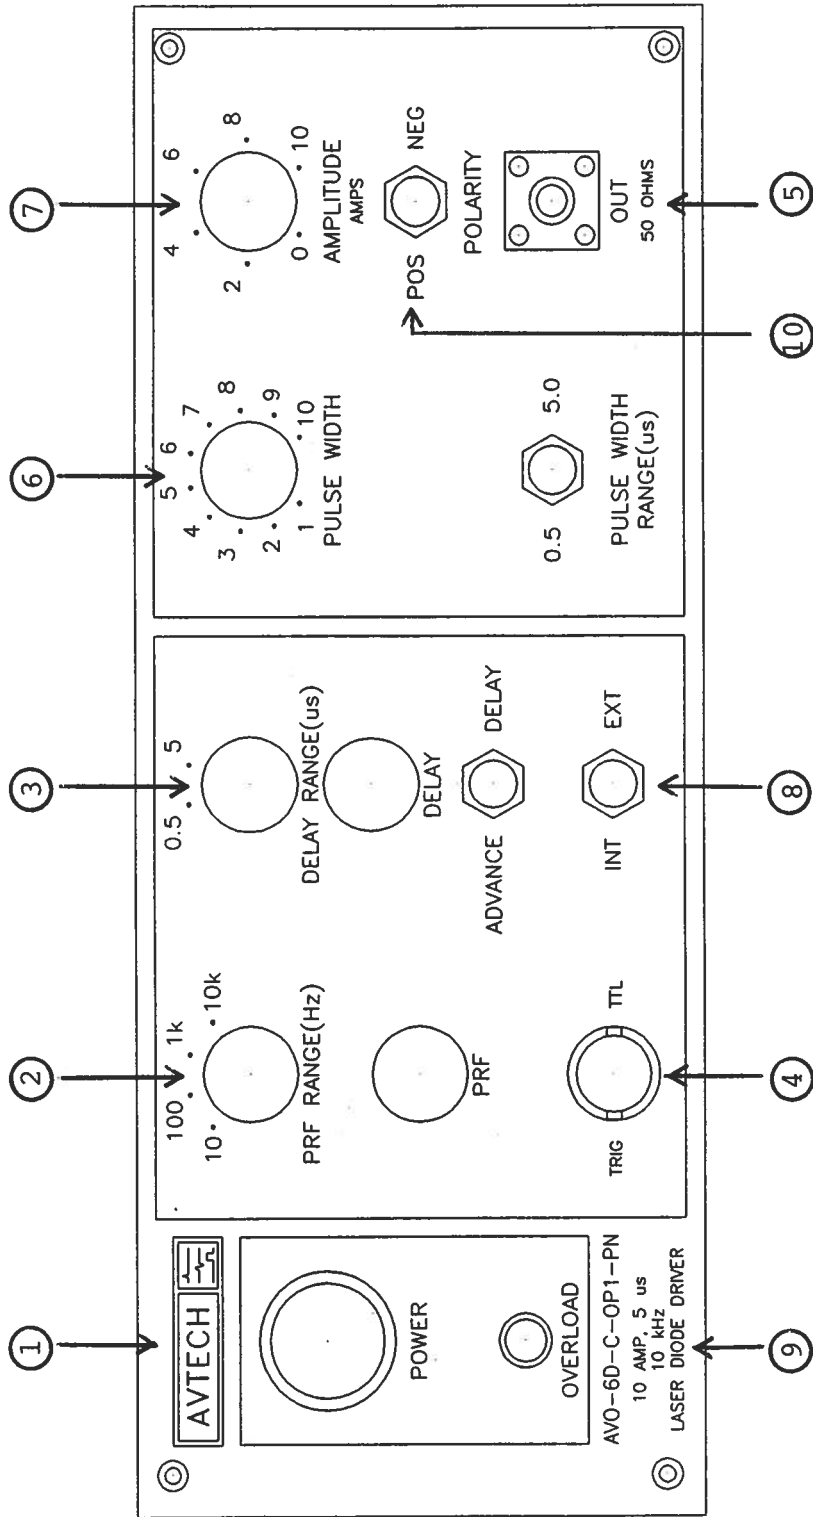 1
2
3
6
7
AVTECH
POWER
OVERLOAD
AVO-6D-C-OP1-PN
10 AMP, 5 us
10 kHz
LASER DIODE DRIVER
10 100 1k 10k
PRF RANGE(Hz)
PRF
TRIG TTL
0.5 5
DELAY RANGE(us)
DELAY
ADVANCE DELAY
INT EXT
1 2 3 4 5 6 7 8 9 10
PULSE WIDTH
0.5 5.0
PULSE WIDTH
RANGE(us)
0 2 4 6 8 10
AMPLITUDE
AMPS
POS NEG
POLARITY
OUT
50 OHMS
9
4
8
10
5